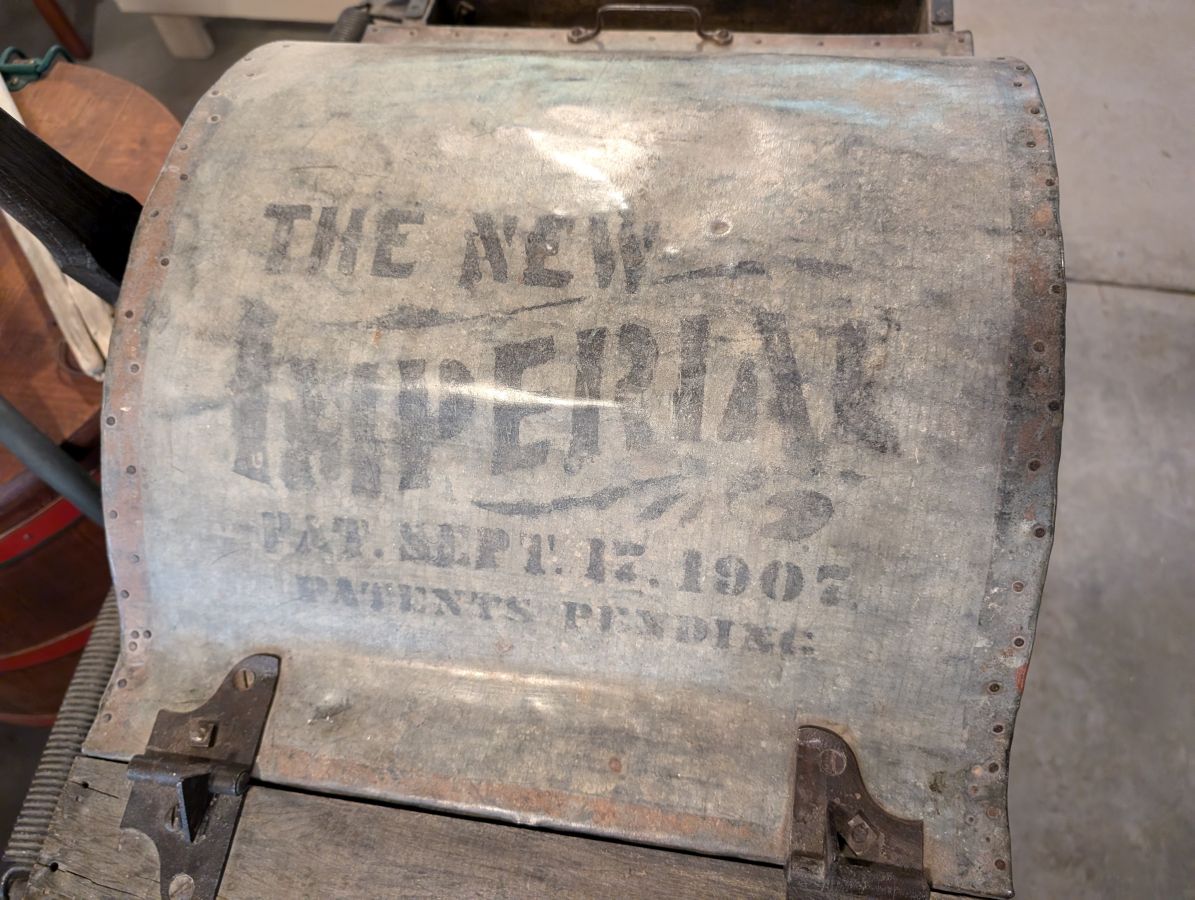 THE NEW
IMPERIAL
PAT. SEPT. 17. 1907.
PATENTS PENDING